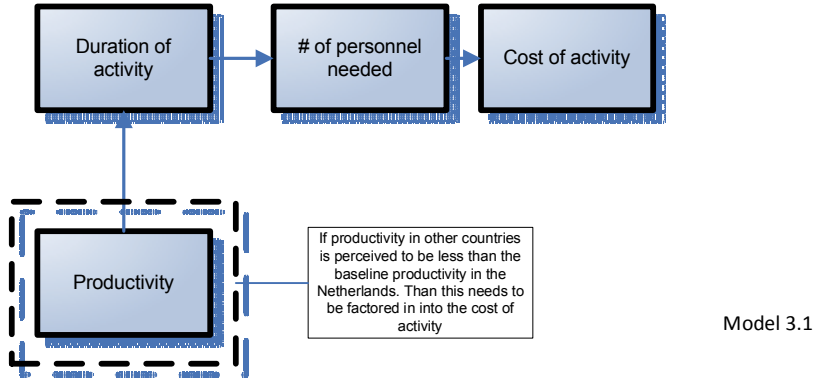 Duration of
activity
# of personnel
needed
Cost of activity
Productivity
If productivity in other countries
is perceived to be less than the
baseline productivity in the
Netherlands. Than this needs to
be factored in into the cost of
activity
Model 3.1